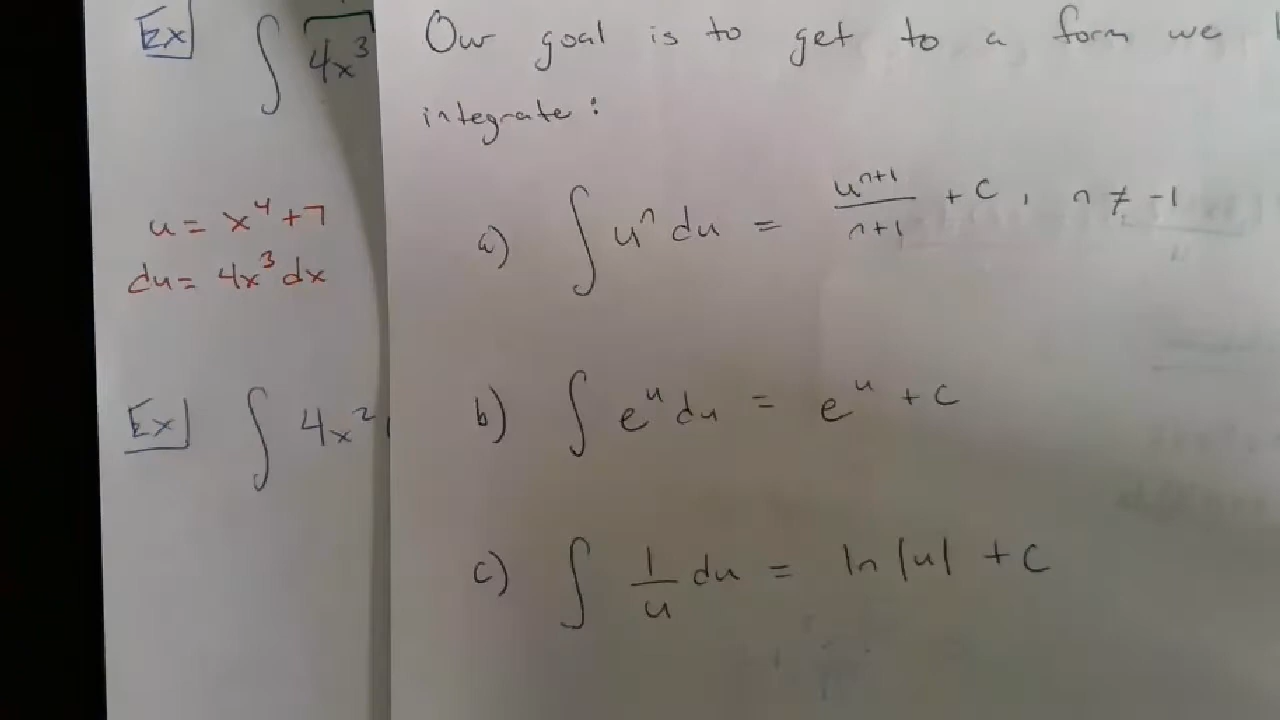 Ex ∫ 4x³
u = x⁴ + 7
du = 4x³ dx
Ex ∫ 4x²
Our goal is to get to a form we
integrate:
a) ∫ uⁿ du = uⁿ⁺¹/n+1 + C, n ≠ -1
b) ∫ eᵘ du = eᵘ + C
c) ∫ 1/u du = ln|u| + C